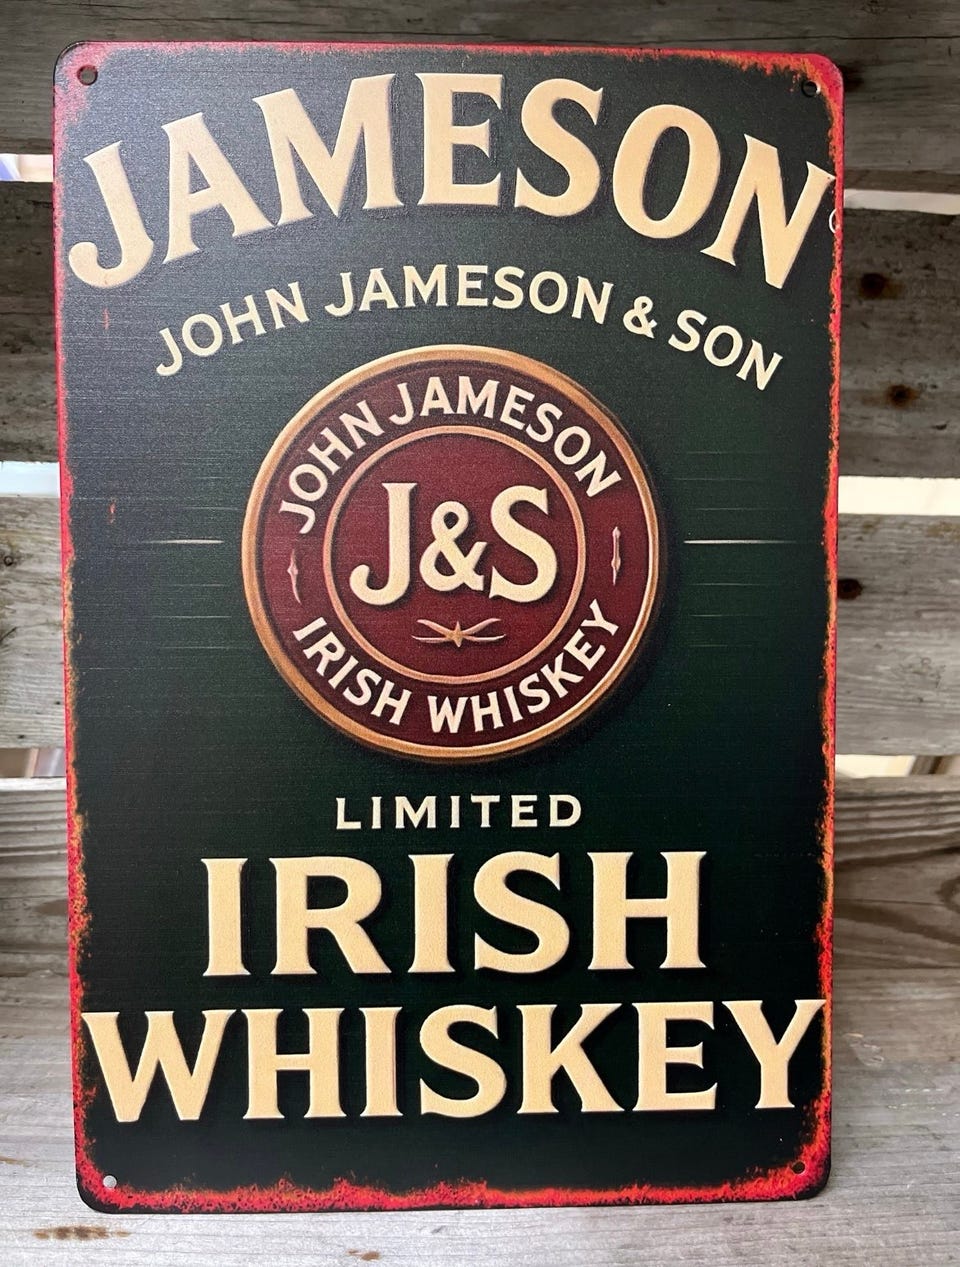 JAMESON
JOHN JAMESON & SON
JOHN JAMESON
J&S
IRISH WHISKEY
LIMITED
IRISH
WHISKEY